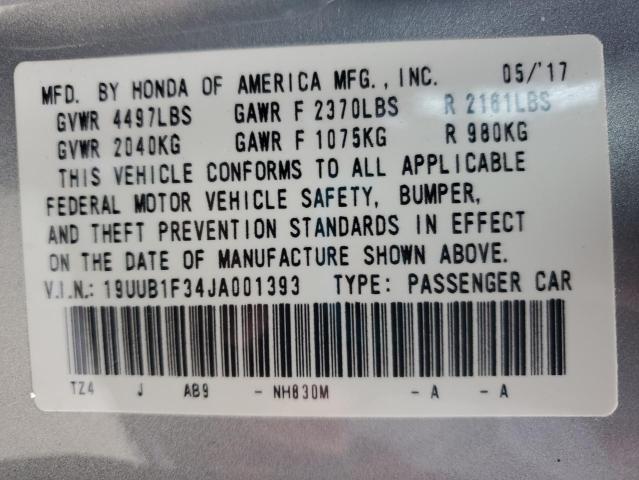 MFD. BY HONDA OF AMERICA MFG., INC. 05/'17
GVWR 4497LBS GAWR F 2370LBS R 2161LBS
GVWR 2040KG GAWR F 1075KG R 980KG
THIS VEHICLE CONFORMS TO ALL APPLICABLE
FEDERAL MOTOR VEHICLE SAFETY, BUMPER,
AND THEFT PREVENTION STANDARDS IN EFFECT
ON THE DATE OF MANUFACTURE SHOWN ABOVE.
V.I.N.: 19UUB1F34JA001393 TYPE: PASSENGER CAR
TZ4 J AB9 - NH830M - A - A